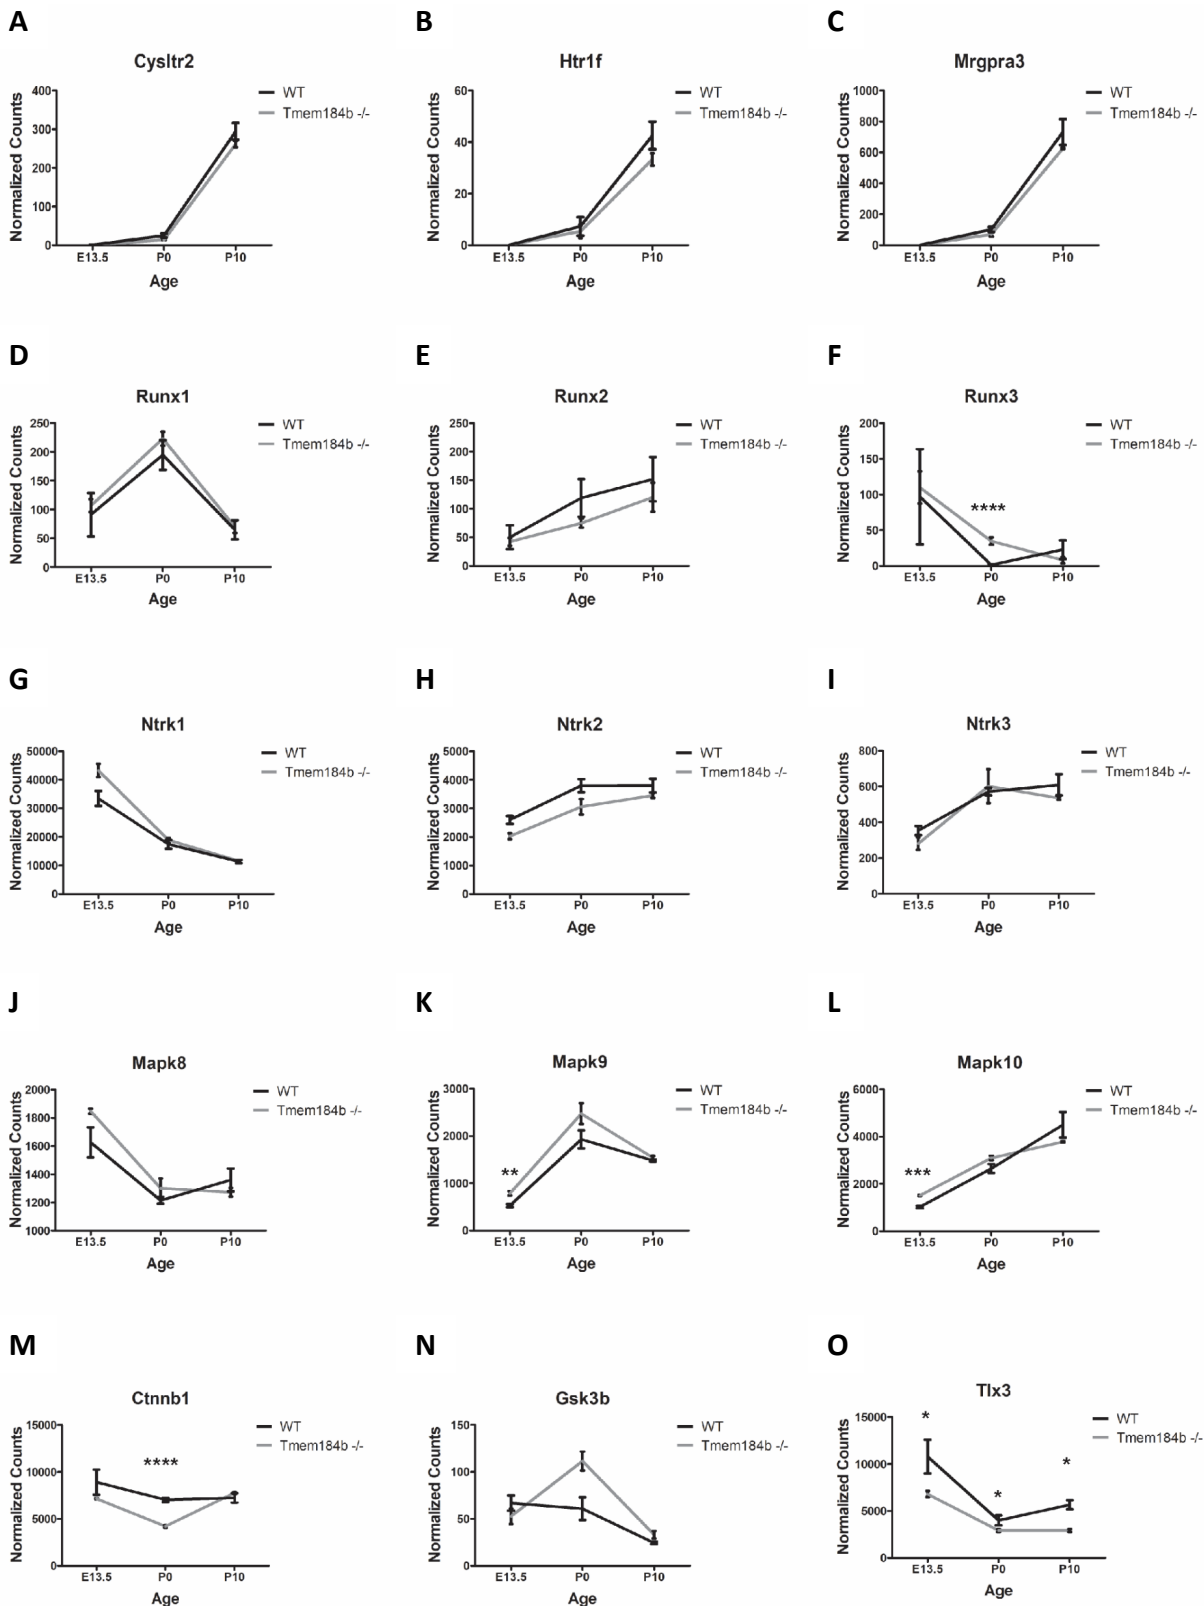 A B C
Cysltr2
Normalized Counts
400
300
200
100
0
E13.5 P0 P10
Age
WT
Tmem184b -/-
Htr1f
Normalized Counts
60
40
20
0
E13.5 P0 P10
Age
WT
Tmem184b -/-
Mrgpra3
Normalized Counts
1000
800
600
400
200
0
E13.5 P0 P10
Age
WT
Tmem184b -/-
D E F
Runx1
Normalized Counts
250
200
150
100
50
0
E13.5 P0 P10
Age
WT
Tmem184b -/-
Runx2
Normalized Counts
250
200
150
100
50
0
E13.5 P0 P10
Age
WT
Tmem184b -/-
Runx3
Normalized Counts
200
150
100
50
0
****
E13.5 P0 P10
Age
WT
Tmem184b -/-
G H I
Ntrk1
Normalized Counts
50000
40000
30000
20000
10000
0
E13.5 P0 P10
Age
WT
Tmem184b -/-
Ntrk2
Normalized Counts
5000
4000
3000
2000
1000
0
E13.5 P0 P10
Age
WT
Tmem184b -/-
Ntrk3
Normalized Counts
800
600
400
200
0
E13.5 P0 P10
Age
WT
Tmem184b -/-
J K L
Mapk8
Normalized Counts
2000
1800
1600
1400
1200
1000
E13.5 P0 P10
Age
WT
Tmem184b -/-
Mapk9
Normalized Counts
3000
2000
1000
0
**
E13.5 P0 P10
Age
WT
Tmem184b -/-
Mapk10
Normalized Counts
6000
4000
2000
0
***
E13.5 P0 P10
Age
WT
Tmem184b -/-
M N O
Ctnnb1
Normalized Counts
15000
10000
5000
0
****
E13.5 P0 P10
Age
WT
Tmem184b -/-
Gsk3b
Normalized Counts
150
100
50
0
E13.5 P0 P10
Age
WT
Tmem184b -/-
Tlx3
Normalized Counts
15000
10000
5000
0
* * *
E13.5 P0 P10
Age
WT
Tmem184b -/-